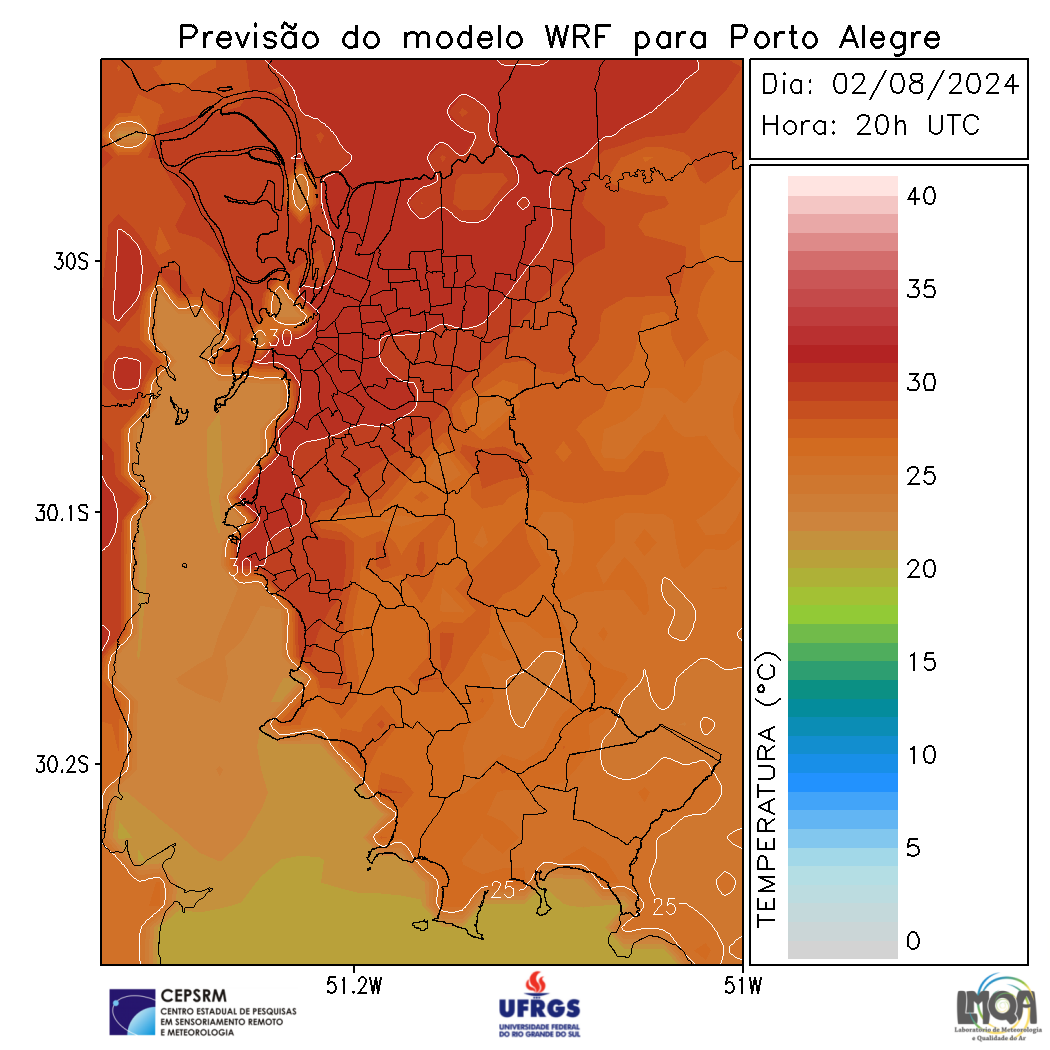 Previsão do modelo WRF para Porto Alegre
Dia: 02/08/2024
Hora: 20h UTC
40
35
30
25
20
15
10
5
0
TEMPERATURA (°C)
30S
30.1S
30.2S
51.2W
51W
30
30
25
25
CEPSRM
CENTRO ESTADUAL DE PESQUISAS
EM SENSORIAMENTO REMOTO
E METEOROLOGIA
UFRGS
UNIVERSIDADE FEDERAL
DO RIO GRANDE DO SUL
LMQA
Laboratório de Meteorologia
e Qualidade do Ar